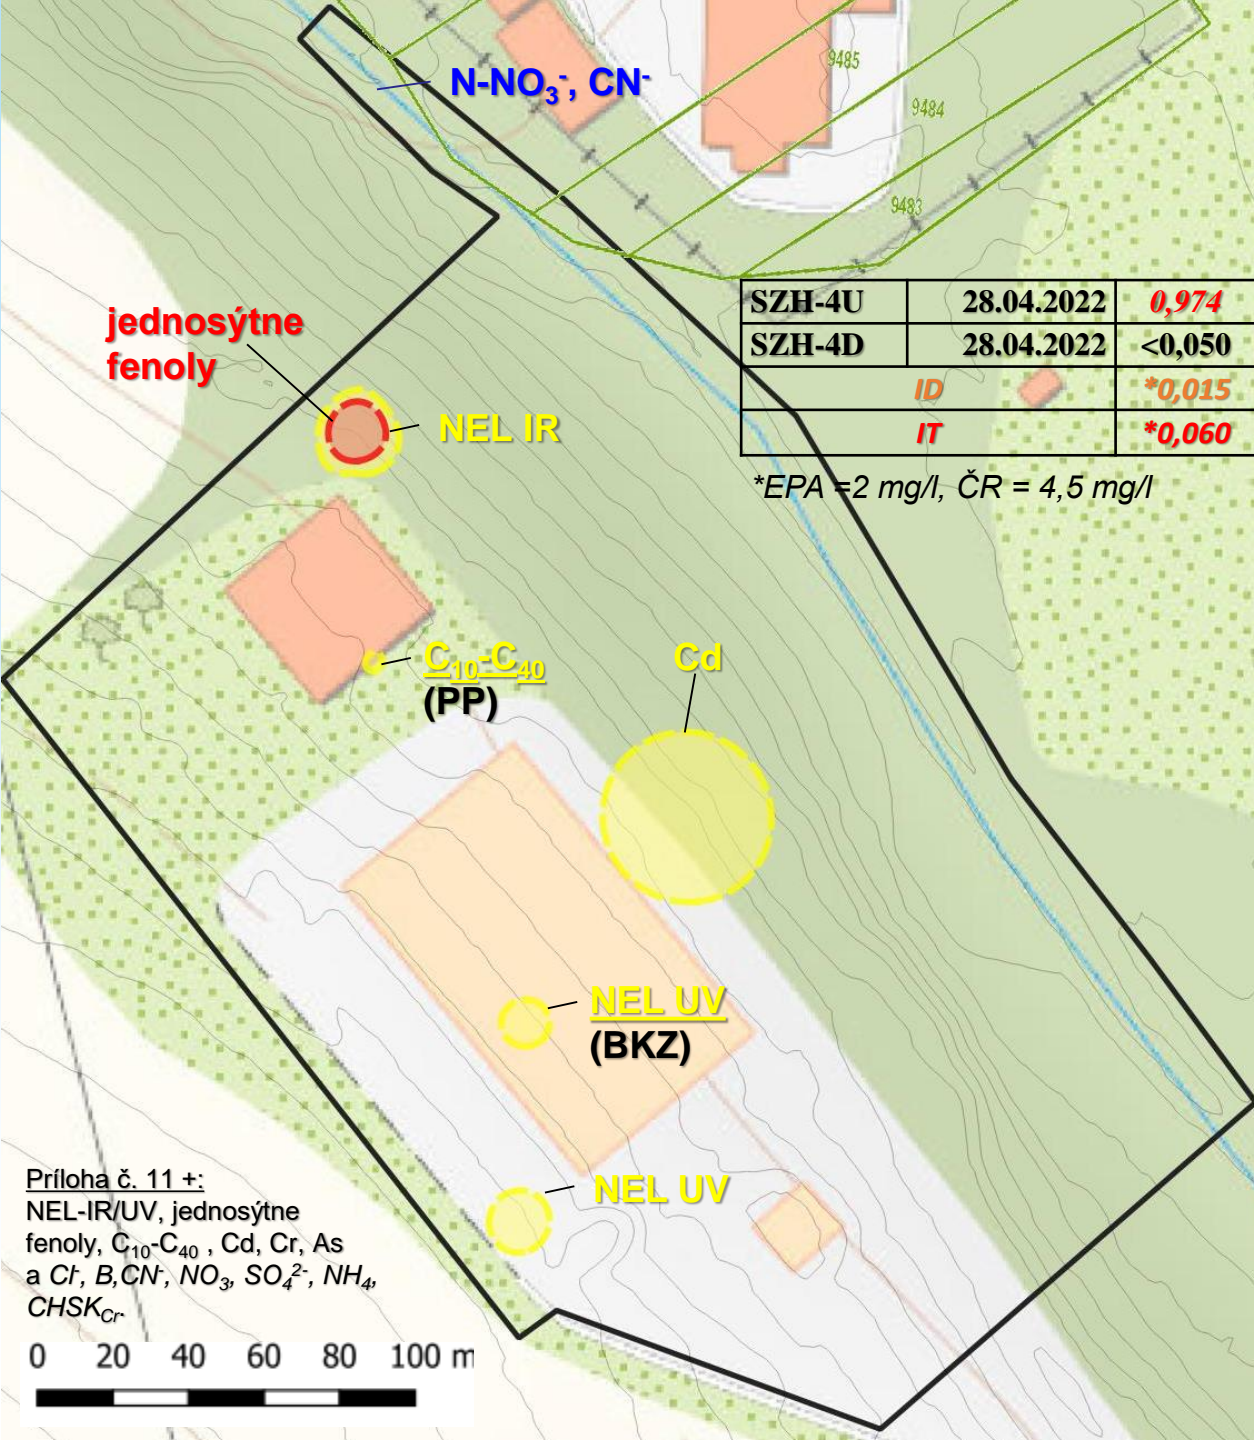 N-NO₃⁻, CN⁻
9485
9484
9483
SZH-4U 28.04.2022 0,974
SZH-4D 28.04.2022 <0,050
ID *0,015
IT *0,060
*EPA =2 mg/l, ČR = 4,5 mg/l
jednosýtne
fenoly
NEL IR
C₁₀-C₄₀
(PP)
Cd
NEL UV
(BKZ)
NEL UV
Príloha č. 11 +:
NEL-IR/UV, jednosýtne
fenoly, C₁₀-C₄₀ , Cd, Cr, As
a Cl⁻, B,CN⁻, NO₃, SO₄²⁻, NH₄,
CHSK_Cr.
0 20 40 60 80 100 m